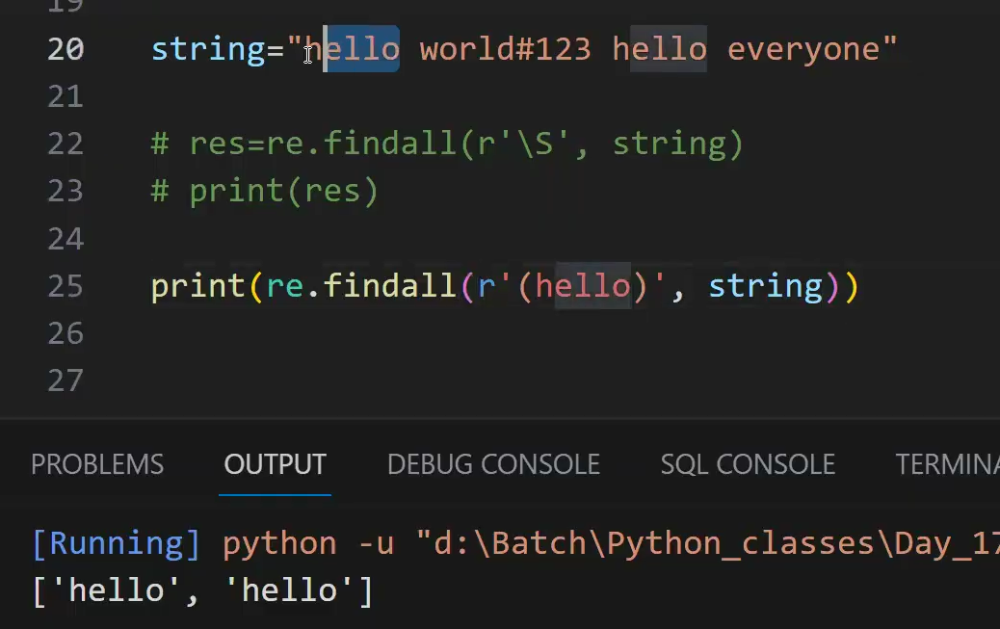 19
20 string="hello world#123 hello everyone"
21
22 # res=re.findall(r'\S', string)
23 # print(res)
24
25 print(re.findall(r'(hello)', string))
26
27
PROBLEMS OUTPUT DEBUG CONSOLE SQL CONSOLE TERMINA
[Running] python -u "d:\Batch\Python_classes\Day_17
['hello', 'hello']